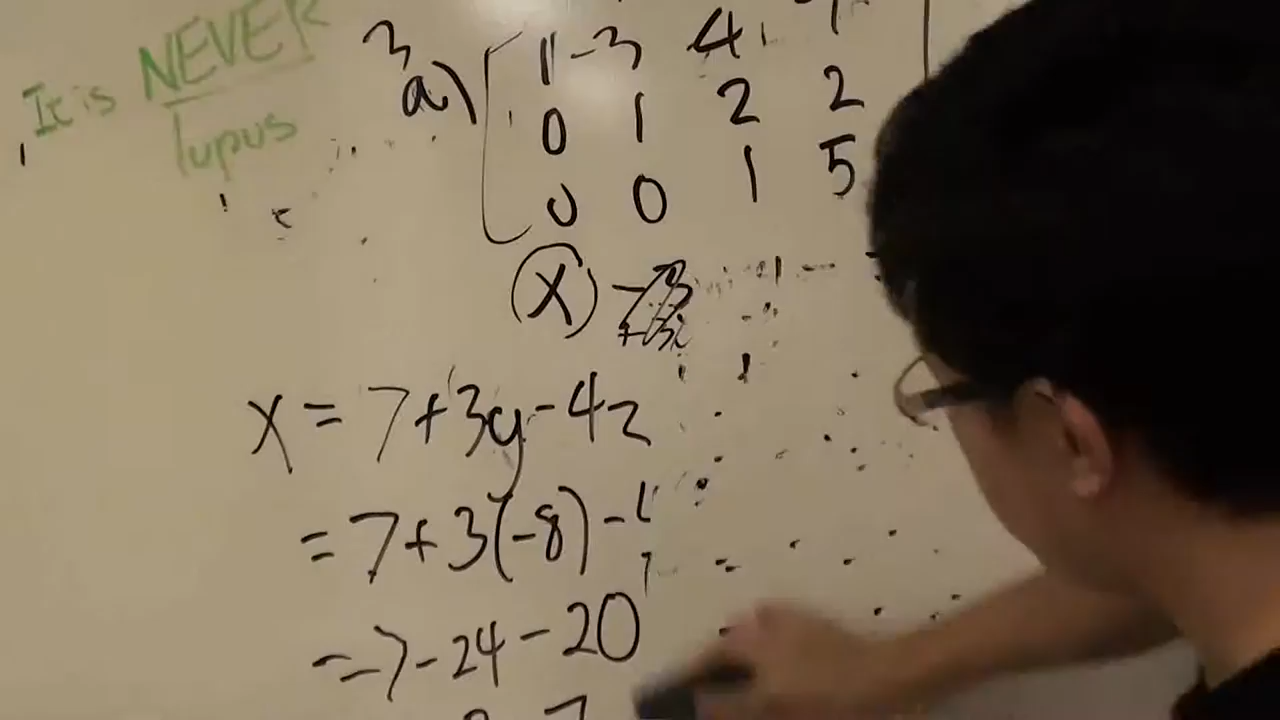 It is NEVER
lupus
3
a) [ 1 -3 4 7
0 1 2 2
0 0 1 5
x
x = 7+3y-4z
= 7+3(-8)-
= 7-24-20